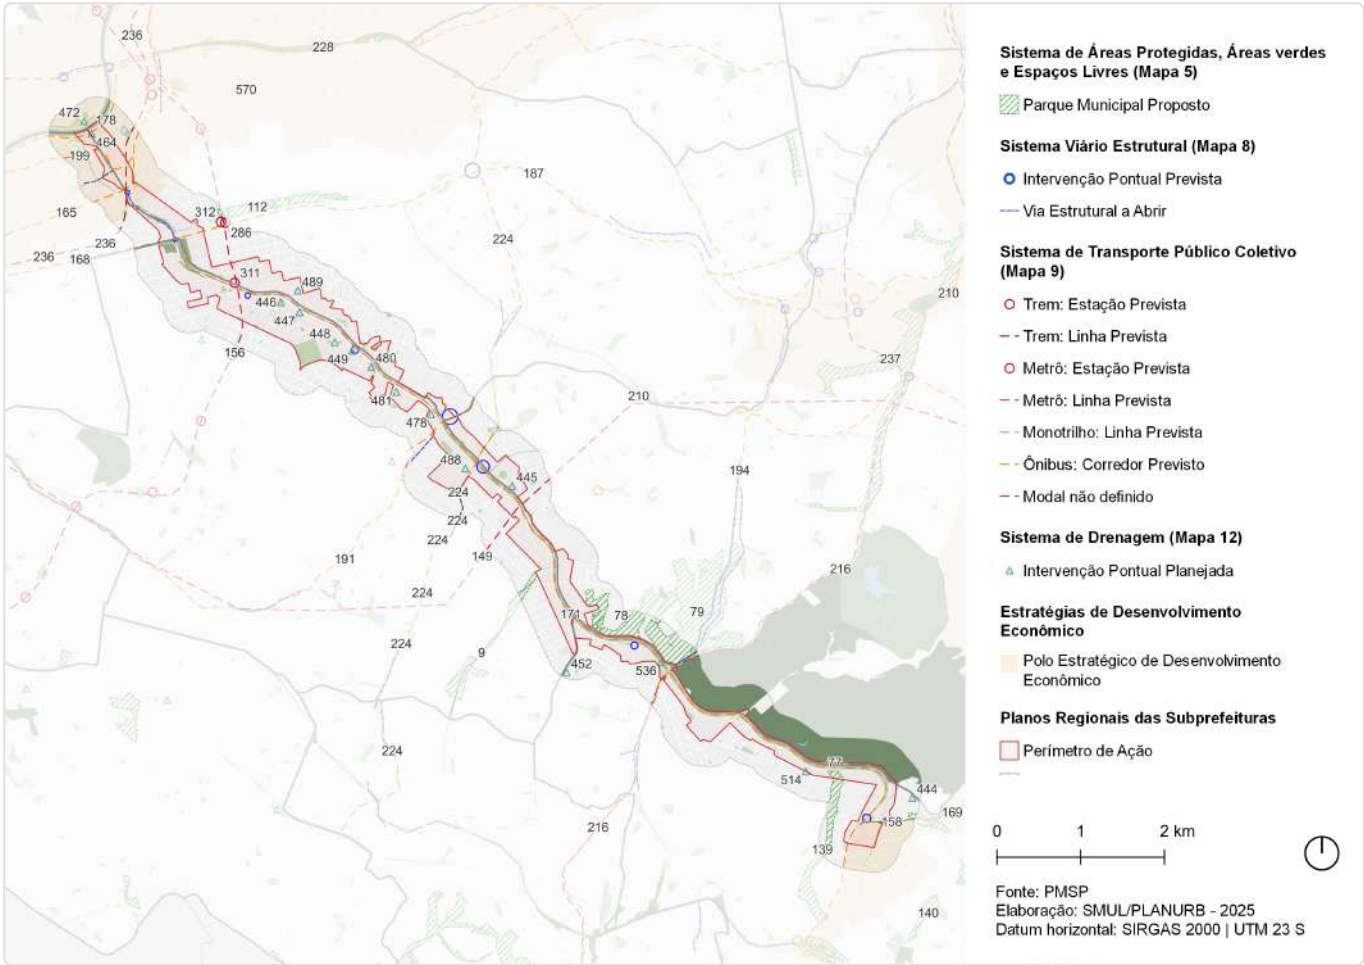 236
228
570
472
178
464
199
187
165
312
112
286
236
224
236
168
311
489
446
210
447
448
156
449
480
237
481
210
478
488
445
194
224
224
224
149
191
216
224
171
78
79
224
9
452
536
224
77
514
444
169
158
216
139
140
Sistema de Áreas Protegidas, Áreas verdes
e Espaços Livres (Mapa 5)
Parque Municipal Proposto
Sistema Viário Estrutural (Mapa 8)
Intervenção Pontual Prevista
Via Estrutural a Abrir
Sistema de Transporte Público Coletivo
(Mapa 9)
Trem: Estação Prevista
Trem: Linha Prevista
Metrô: Estação Prevista
Metrô: Linha Prevista
Monotrilho: Linha Prevista
Ônibus: Corredor Previsto
Modal não definido
Sistema de Drenagem (Mapa 12)
Intervenção Pontual Planejada
Estratégias de Desenvolvimento
Econômico
Polo Estratégico de Desenvolvimento
Econômico
Planos Regionais das Subprefeituras
Perímetro de Ação
0 1 2 km
Fonte: PMSP
Elaboração: SMUL/PLANURB - 2025
Datum horizontal: SIRGAS 2000 | UTM 23 S